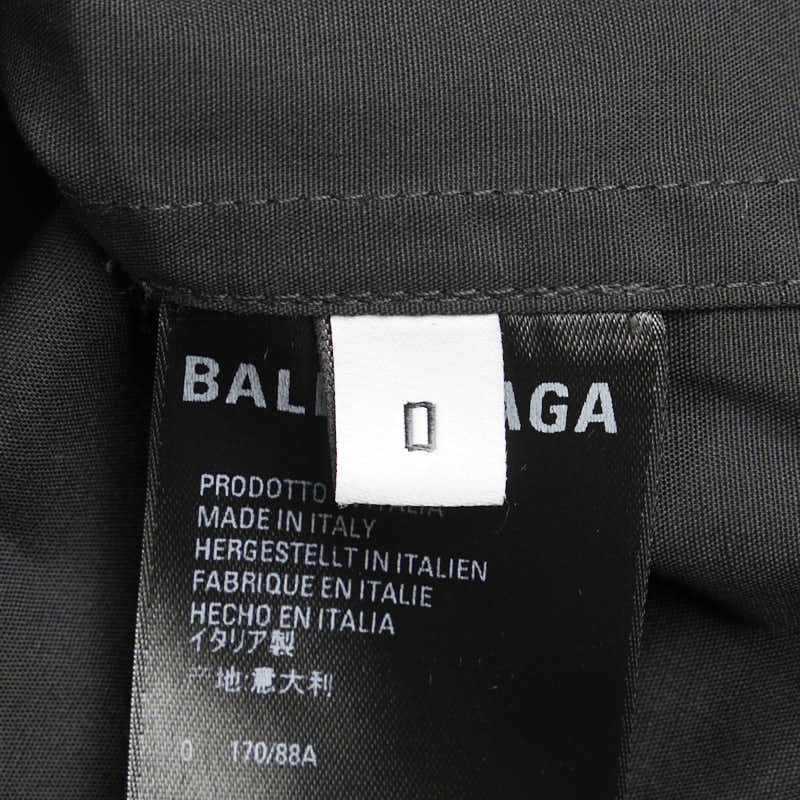 BAL AGA
0
PRODOTTO ITALIA
MADE IN ITALY
HERGESTELLT IN ITALIEN
FABRIQUE EN ITALIE
HECHO EN ITALIA
イタリア製
产地:意大利
0 170/88A